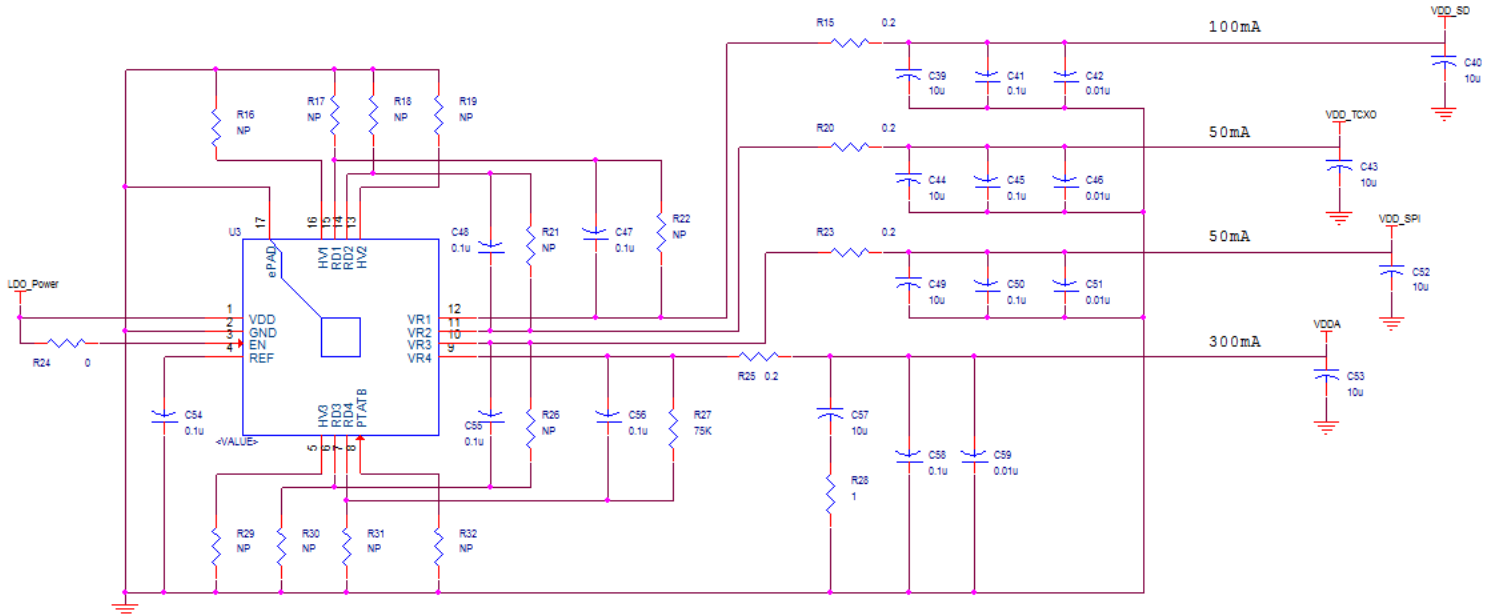 R15 0.2
100mA
VDD_SD
C39
10u
C41
0.1u
C42
0.01u
C40
10u
R16
NP
R17
NP
R18
NP
R19
NP
R20 0.2
50mA
VDD_TCXO
C44
10u
C45
0.1u
C46
0.01u
C43
10u
17
16
15
14
13
U3
ePAD
HV1
RD1
RD2
HV2
C48
0.1u
R21
NP
C47
0.1u
R22
NP
R23 0.2
50mA
VDD_SPI
C49
10u
C50
0.1u
C51
0.01u
C52
10u
LDO_Power
1 VDD
2 GND
3 EN
4 REF
VR1 12
VR2 11
VR3 10
VR4 9
R24 0
300mA
VDDA
R25 0.2
C53
10u
C54
0.1u
<VALUE>
HV3
RD3
RD4
PTATB
5
6
7
8
C55
0.1u
R26
NP
C56
0.1u
R27
75K
C57
10u
C58
0.1u
C59
0.01u
R28
1
R29
NP
R30
NP
R31
NP
R32
NP